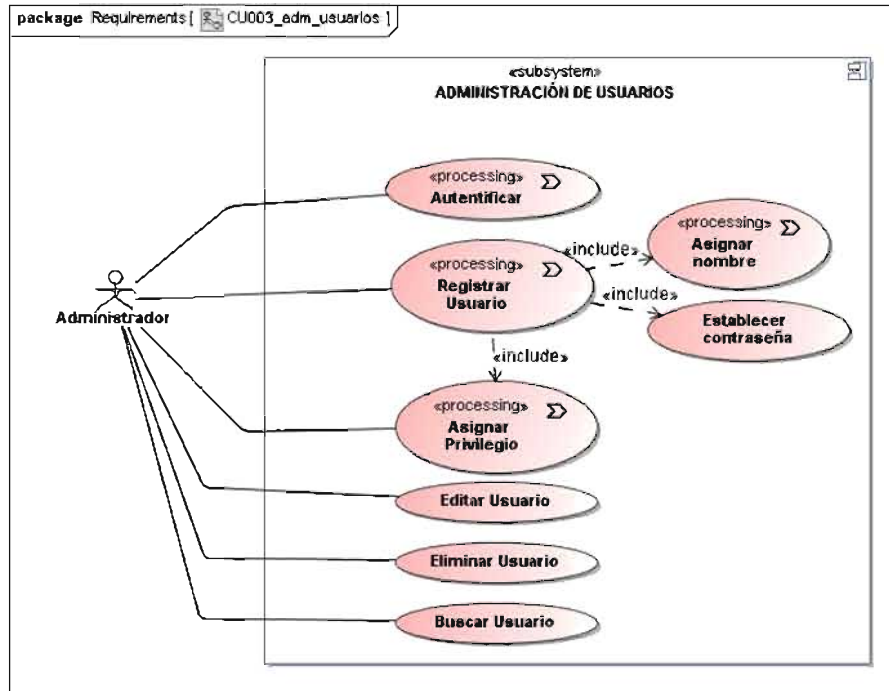 package Requirements [ CU003_adm_usuarios ]
«subsystem»
ADMINISTRACIÓN DE USUARIOS
«processing»
Autentificar
«processing»
Registrar
Usuario
«include»
«processing»
Asignar
nombre
«include»
Establecer
contraseña
Administrador
«include»
«processing»
Asignar
Privilegio
Editar Usuario
Eliminar Usuario
Buscar Usuario